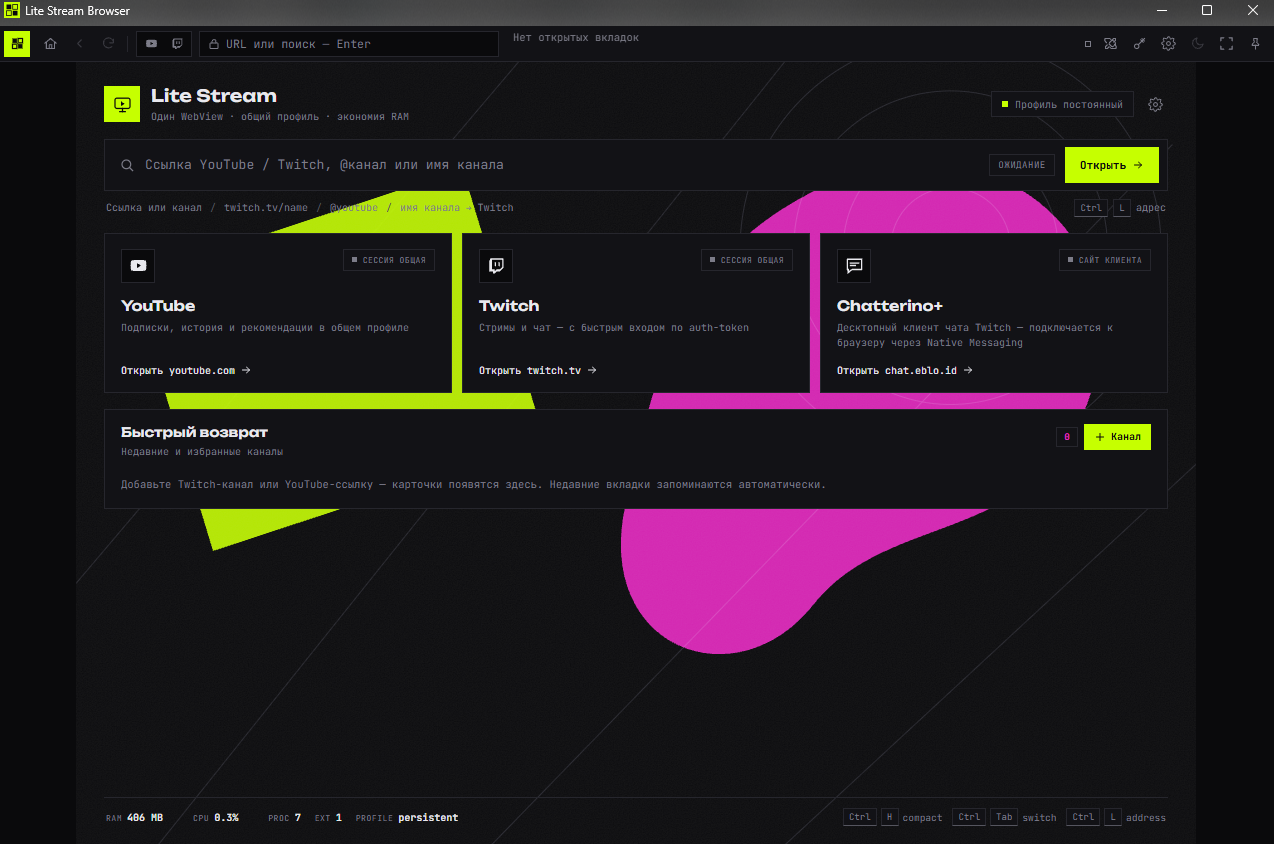 Lite Stream Browser
URL или поиск — Enter
Нет открытых вкладок
Lite Stream
Один WebView · общий профиль · экономия RAM
Профиль постоянный
Ссылка YouTube / Twitch, @канал или имя канала
ОЖИДАНИЕ
Открыть →
Ссылка или канал / twitch.tv/name / @youtube / имя канала → Twitch
Ctrl L адрес
СЕССИЯ ОБЩАЯ
YouTube
Подписки, история и рекомендации в общем профиле
Открыть youtube.com →
СЕССИЯ ОБЩАЯ
Twitch
Стримы и чат — с быстрым входом по auth-token
Открыть twitch.tv →
САЙТ КЛИЕНТА
Chatterino+
Десктопный клиент чата Twitch — подключается к
браузеру через Native Messaging
Открыть chat.eblo.id →
Быстрый возврат
Недавние и избранные каналы
0
+ Канал
Добавьте Twitch-канал или YouTube-ссылку — карточки появятся здесь. Недавние вкладки запоминаются автоматически.
RAM 406 MB CPU 0.3% PROC 7 EXT 1 PROFILE persistent
Ctrl H compact Ctrl Tab switch Ctrl L address